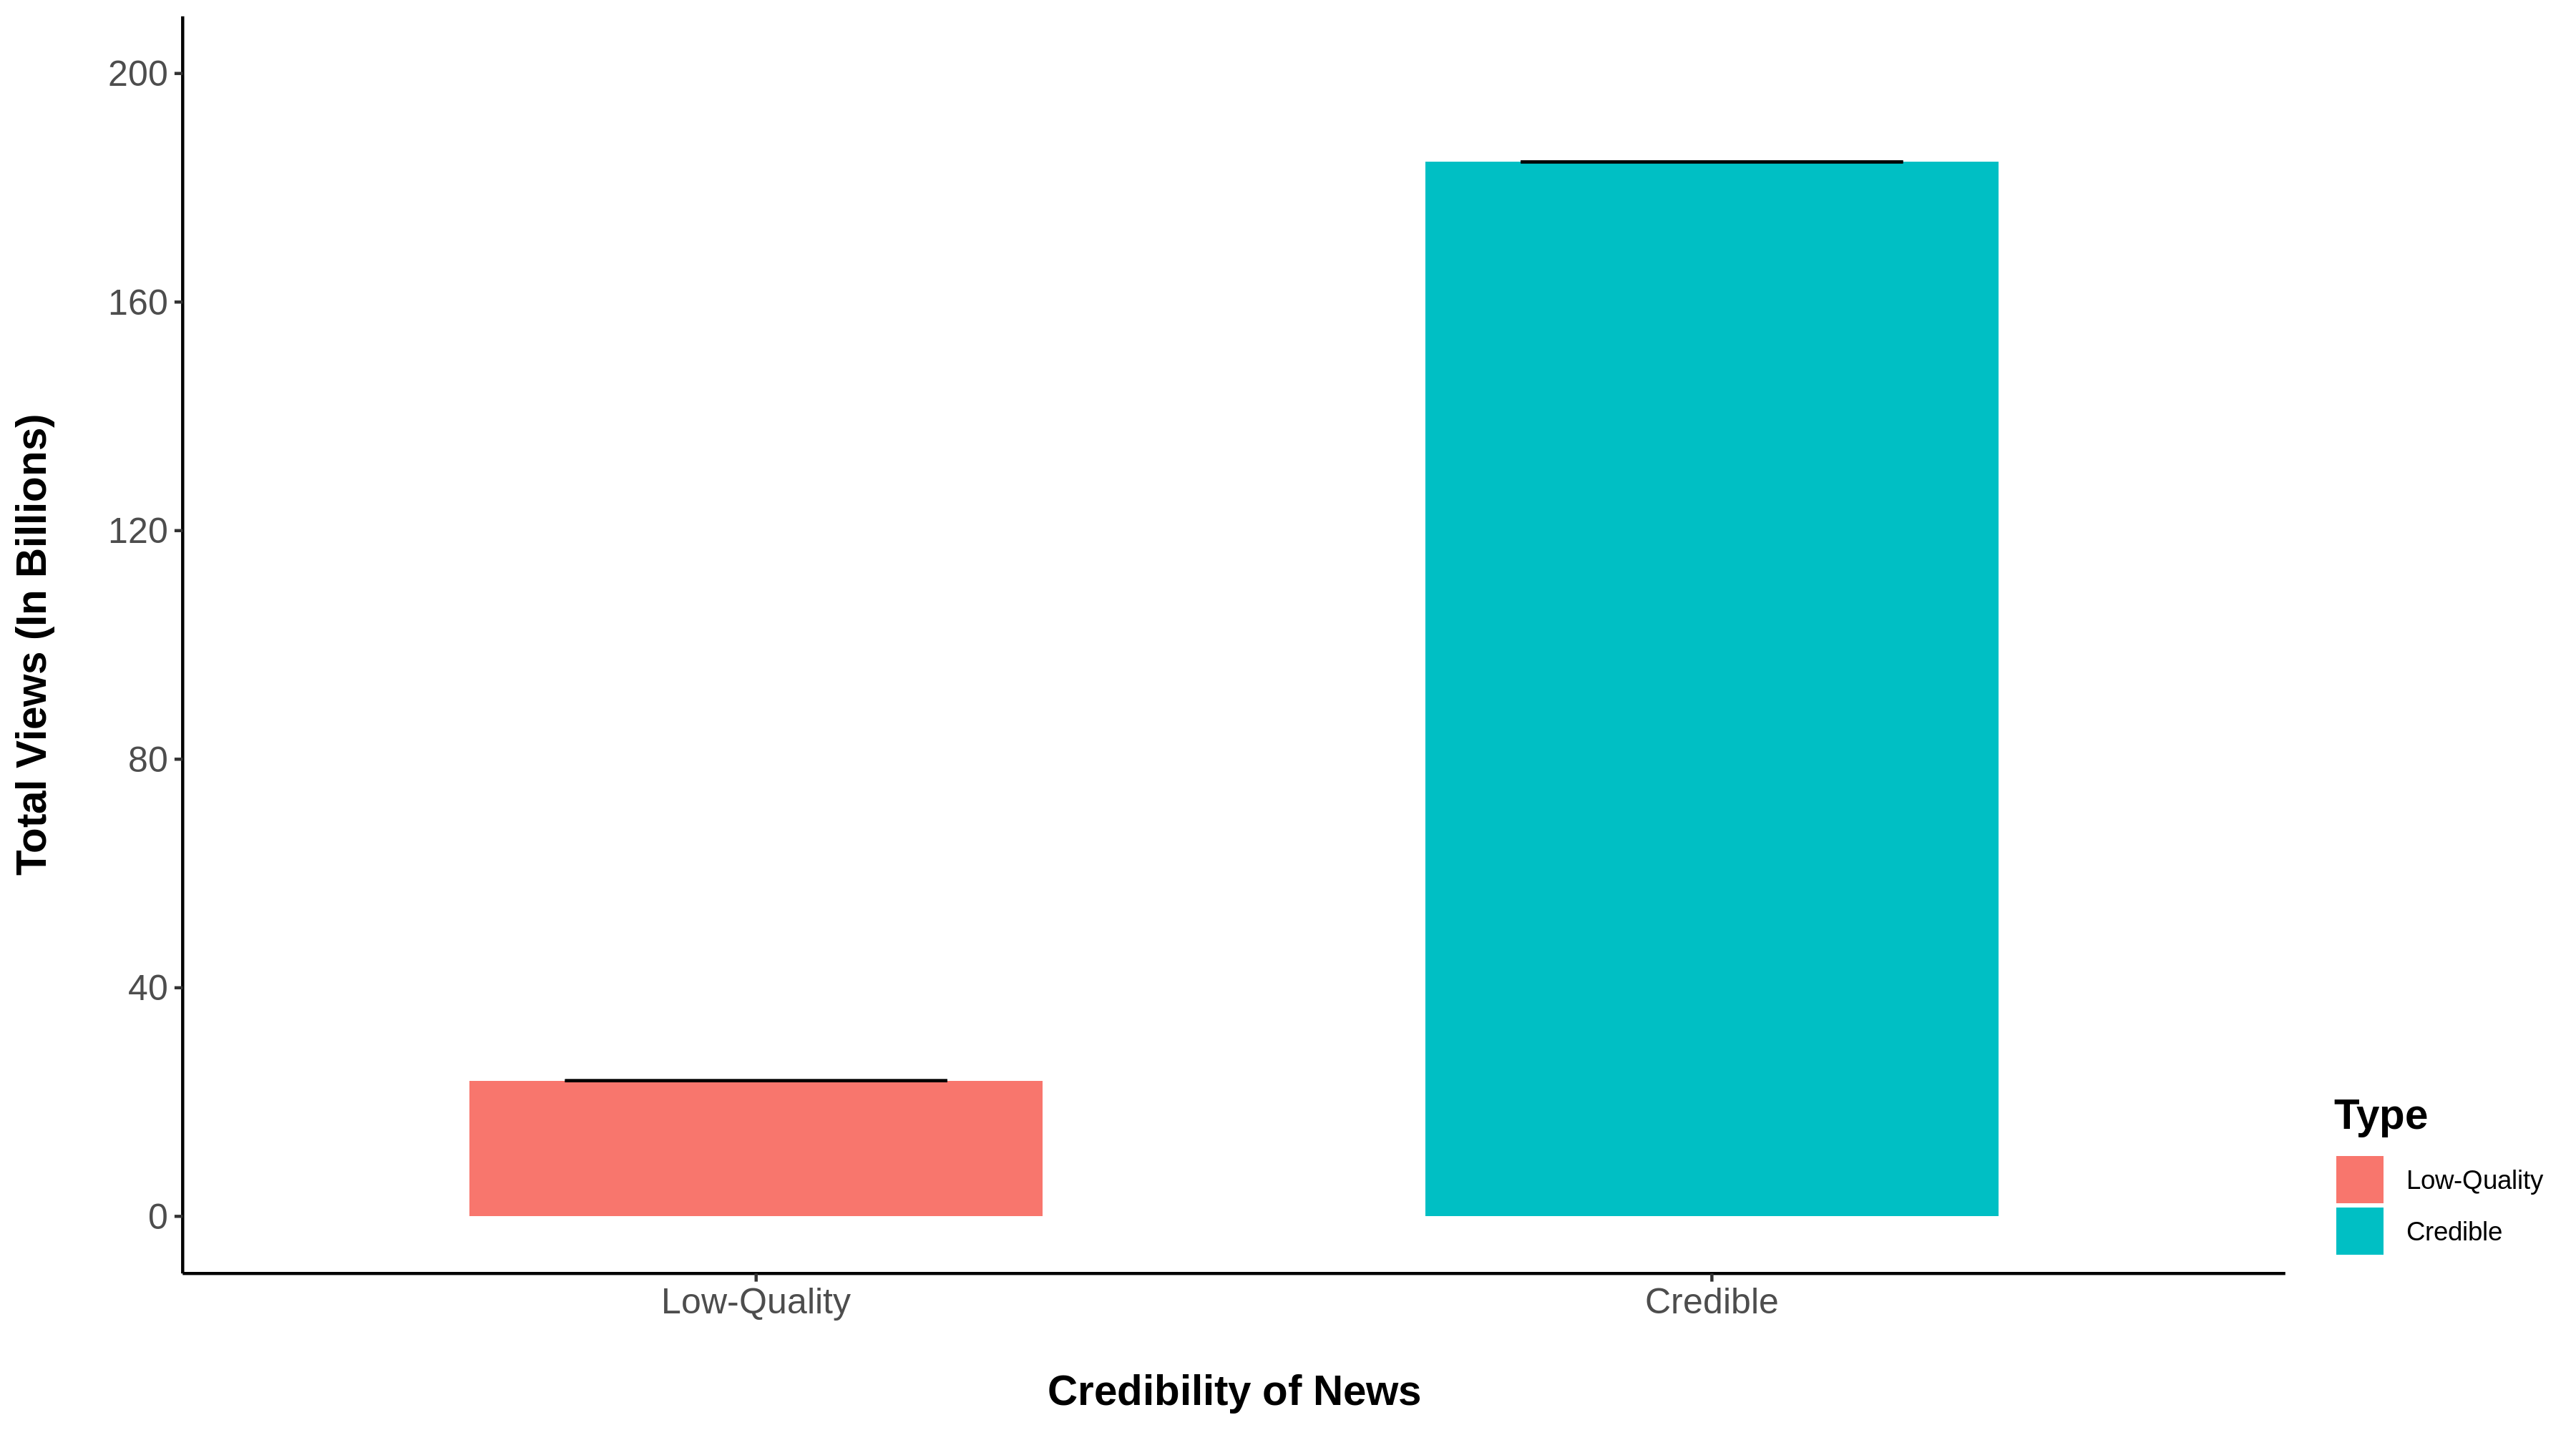 Total Views (In Billions)
200
160
120
80
40
0
Low-Quality
Credible
Credibility of News
Type
Low-Quality
Credible